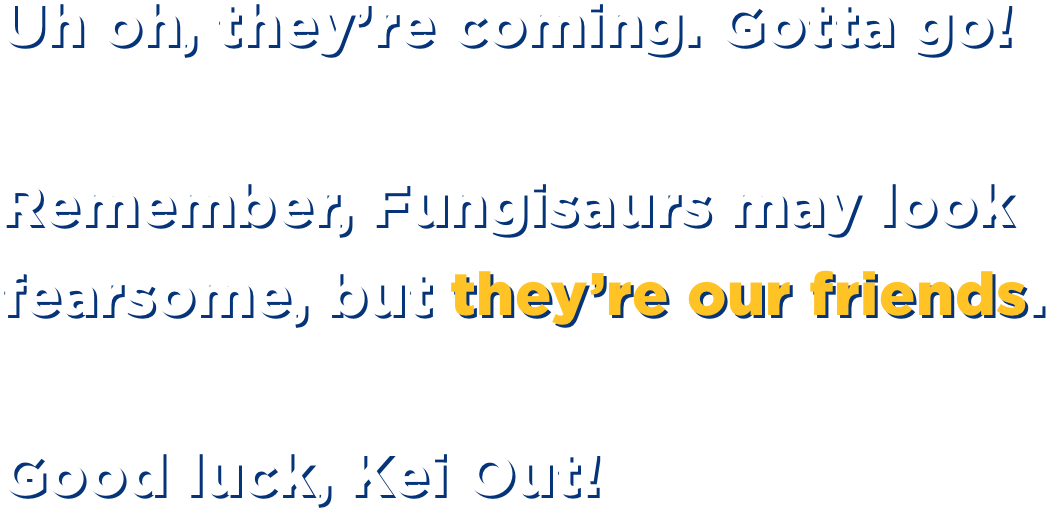 Uh oh, they’re coming. Gotta go!
Remember, Fungisaurs may look
fearsome, but they’re our friends.
Good luck, Kei Out!